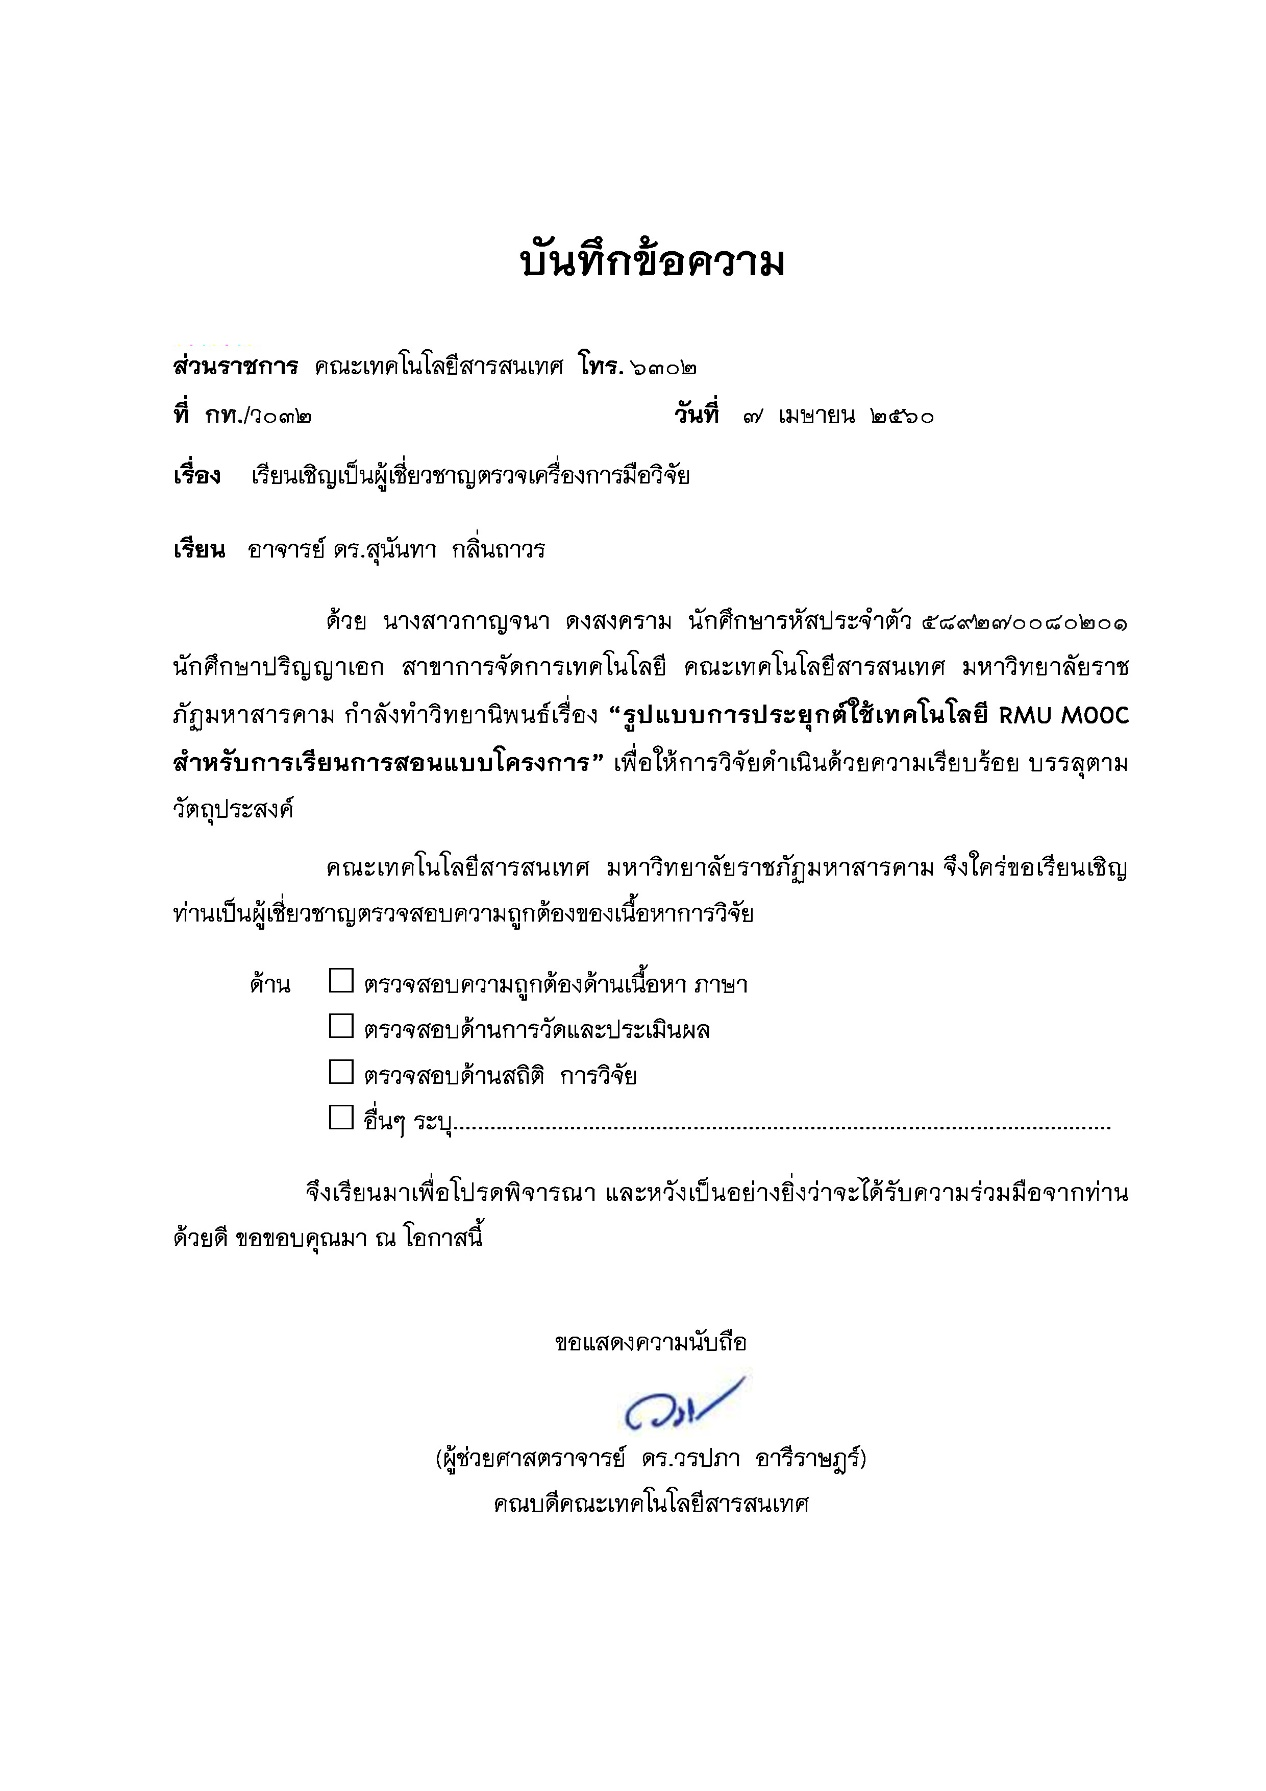 บันทึกข้อความ
ส่วนราชการ คณะเทคโนโลยีสารสนเทศ โทร. ๖๓๐๒
ที่ กท./ว๐๓๒ วันที่ ๗ เมษายน ๒๕๖๐
เรื่อง เรียนเชิญเป็นผู้เชี่ยวชาญตรวจเครื่องการมือวิจัย
เรียน อาจารย์ ดร.สุนันทา กลิ่นถาวร
ด้วย นางสาวกาญจนา ดงสงคราม นักศึกษารหัสประจำตัว ๕๘๙๒๗๐๐๘๐๒๐๑
นักศึกษาปริญญาเอก สาขาการจัดการเทคโนโลยี คณะเทคโนโลยีสารสนเทศ มหาวิทยาลัยราช
ภัฏมหาสารคาม กำลังทำวิทยานิพนธ์เรื่อง “รูปแบบการประยุกต์ใช้เทคโนโลยี RMU MOOC
สำหรับการเรียนการสอนแบบโครงการ” เพื่อให้การวิจัยดำเนินด้วยความเรียบร้อย บรรลุตาม
วัตถุประสงค์
คณะเทคโนโลยีสารสนเทศ มหาวิทยาลัยราชภัฏมหาสารคาม จึงใคร่ขอเรียนเชิญ
ท่านเป็นผู้เชี่ยวชาญตรวจสอบความถูกต้องของเนื้อหาการวิจัย
ด้าน ☐ ตรวจสอบความถูกต้องด้านเนื้อหา ภาษา
☐ ตรวจสอบด้านการวัดและประเมินผล
☐ ตรวจสอบด้านสถิติ การวิจัย
☐ อื่นๆ ระบุ............................................................................................................
จึงเรียนมาเพื่อโปรดพิจารณา และหวังเป็นอย่างยิ่งว่าจะได้รับความร่วมมือจากท่าน
ด้วยดี ขอขอบคุณมา ณ โอกาสนี้
ขอแสดงความนับถือ
(ผู้ช่วยศาสตราจารย์ ดร.วรปภา อารีราษฎร์)
คณบดีคณะเทคโนโลยีสารสนเทศ